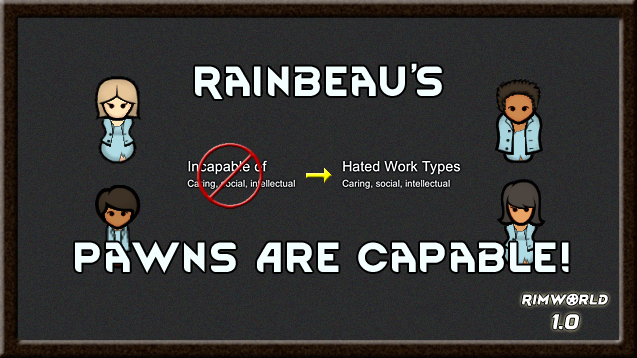 RAINBEAU'S
Incapable of
Caring, social, intellectual
Hated Work Types
Caring, social, intellectual
PAWNS ARE CAPABLE!
RIMWORLD
1.0